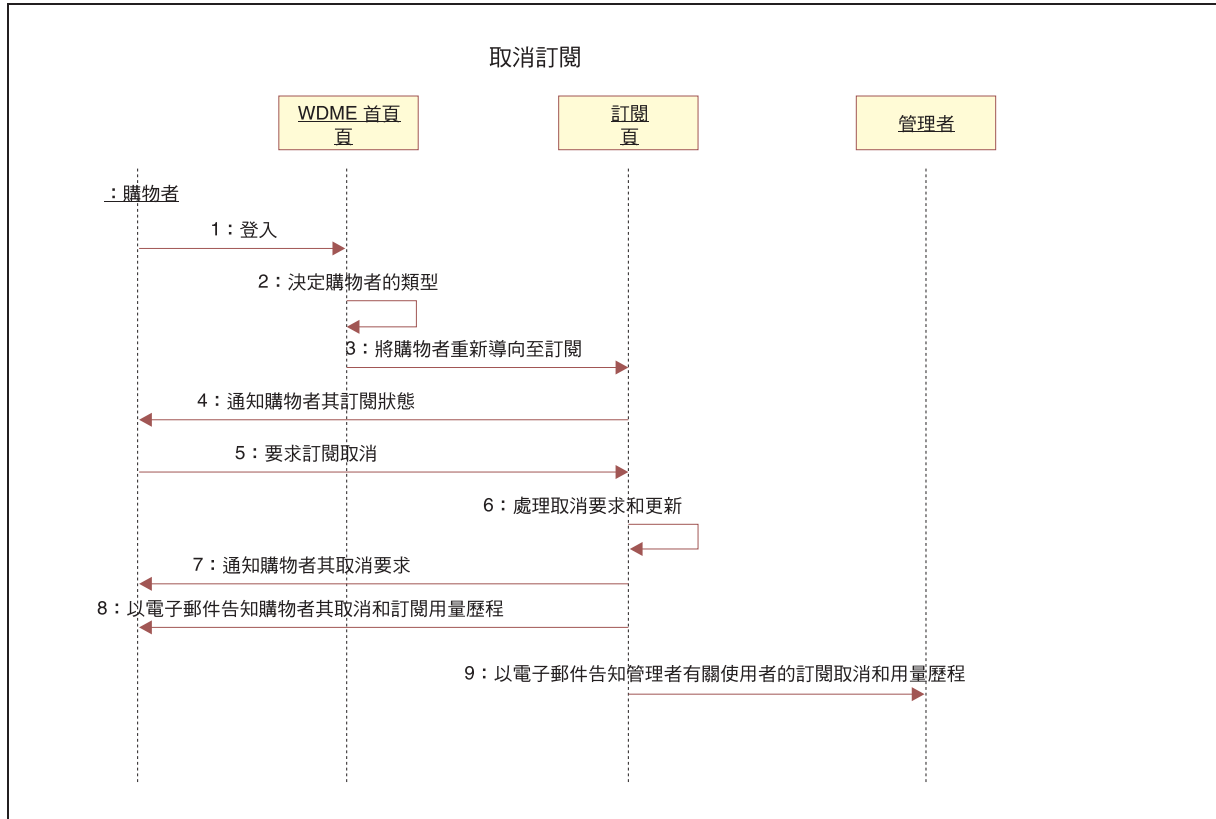 取消訂閱
WDME 首頁
頁
訂閱
頁
管理者
：購物者
1：登入
2：決定購物者的類型
3：將購物者重新導向至訂閱
4：通知購物者其訂閱狀態
5：要求訂閱取消
6：處理取消要求和更新
7：通知購物者其取消要求
8：以電子郵件告知購物者其取消和訂閱用量歷程
9：以電子郵件告知管理者有關使用者的訂閱取消和用量歷程